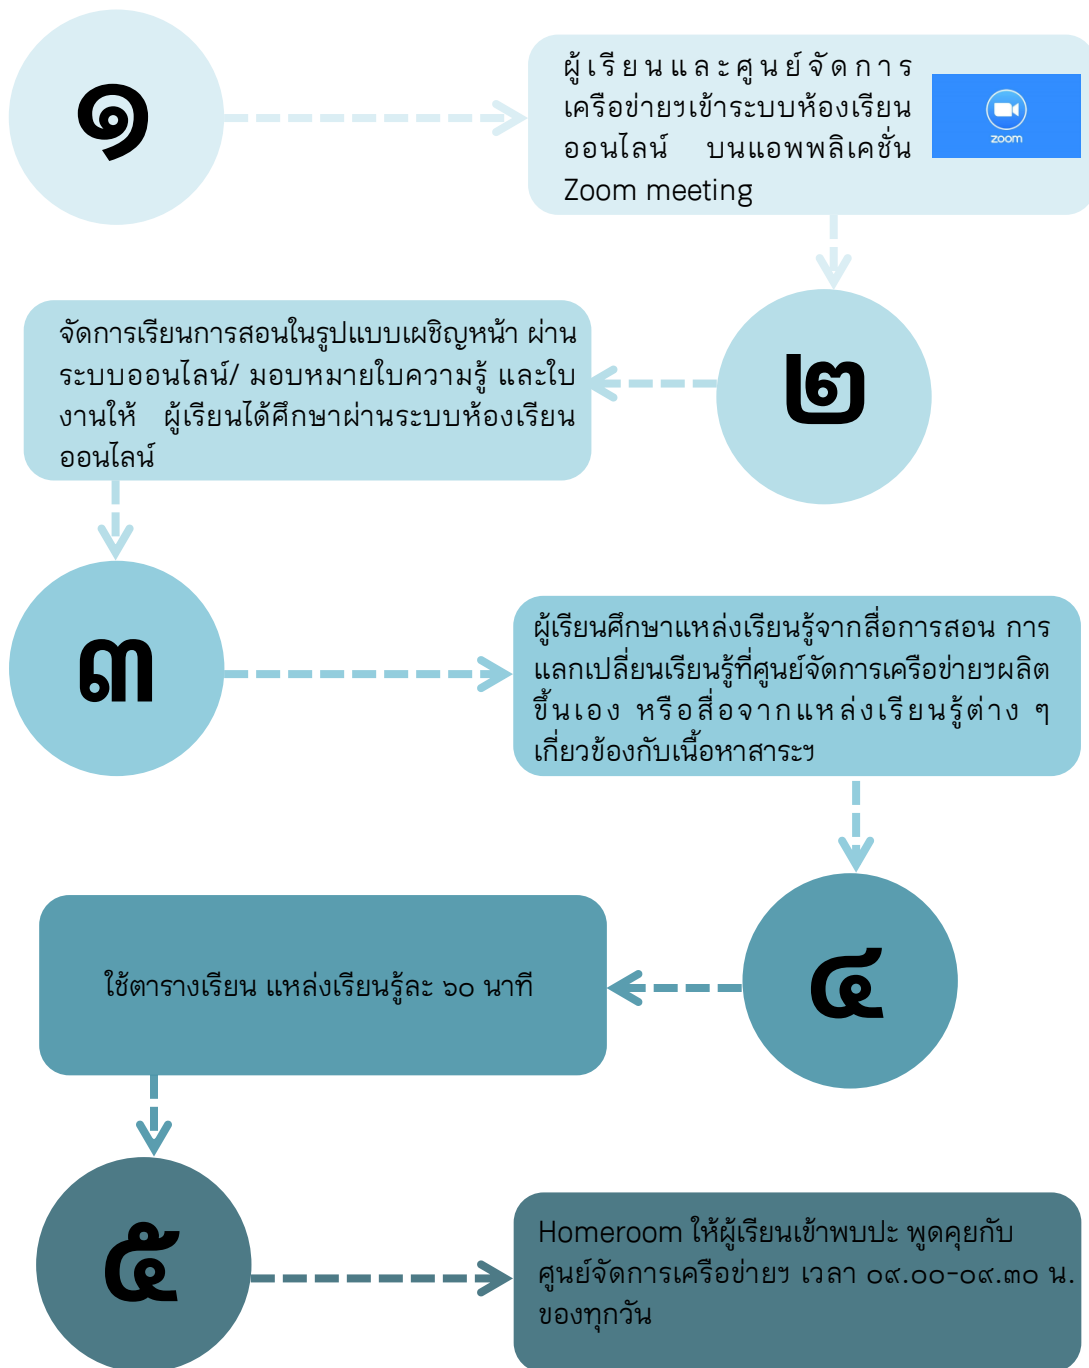 ๑
ผู้เรียนและศูนย์จัดการ
เครือข่ายฯเข้าระบบห้องเรียน
ออนไลน์ บนแอพพลิเคชั่น
Zoom meeting
zoom
๒
จัดการเรียนการสอนในรูปแบบเผชิญหน้า ผ่าน
ระบบออนไลน์/ มอบหมายใบความรู้ และใบ
งานให้ ผู้เรียนได้ศึกษาผ่านระบบห้องเรียน
ออนไลน์
๓
ผู้เรียนศึกษาแหล่งเรียนรู้จากสื่อการสอน การ
แลกเปลี่ยนเรียนรู้ที่ศูนย์จัดการเครือข่ายฯผลิต
ขึ้นเอง หรือสื่อจากแหล่งเรียนรู้ต่าง ๆ
เกี่ยวข้องกับเนื้อหาสาระฯ
๔
ใช้ตารางเรียน แหล่งเรียนรู้ละ ๖๐ นาที
๕
Homeroom ให้ผู้เรียนเข้าพบปะ พูดคุยกับ
ศูนย์จัดการเครือข่ายฯ เวลา ๐๙.๐๐-๐๙.๓๐ น.
ของทุกวัน